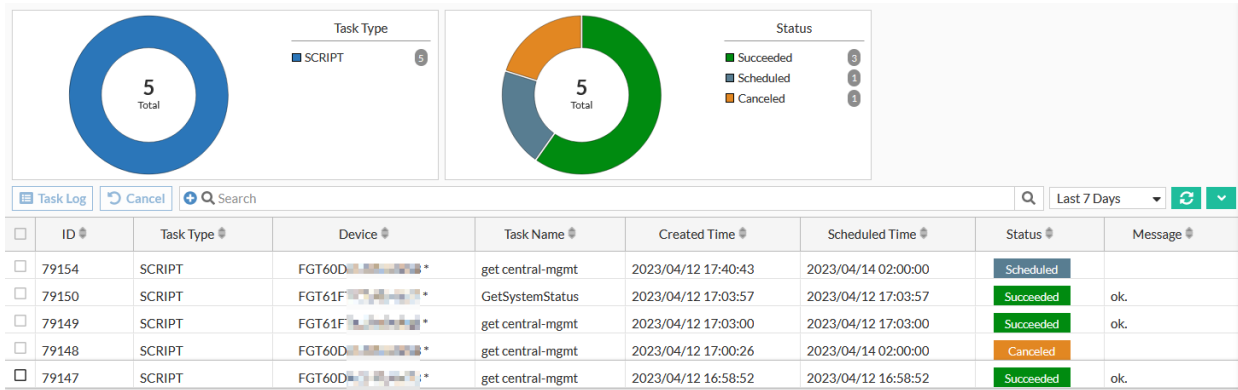 Task Type
SCRIPT 5
5
Total
Status
Succeeded 3
Scheduled 1
Canceled 1
5
Total
Task Log Cancel Search Last 7 Days
ID Task Type Device Task Name Created Time Scheduled Time Status Message
79154 SCRIPT FGT60D * get central-mgmt 2023/04/12 17:40:43 2023/04/14 02:00:00 Scheduled
79150 SCRIPT FGT61F * GetSystemStatus 2023/04/12 17:03:57 2023/04/12 17:03:57 Succeeded ok.
79149 SCRIPT FGT61F * get central-mgmt 2023/04/12 17:03:00 2023/04/12 17:03:00 Succeeded ok.
79148 SCRIPT FGT60D * get central-mgmt 2023/04/12 17:00:26 2023/04/14 02:00:00 Canceled
79147 SCRIPT FGT60D * get central-mgmt 2023/04/12 16:58:52 2023/04/12 16:58:52 Succeeded ok.